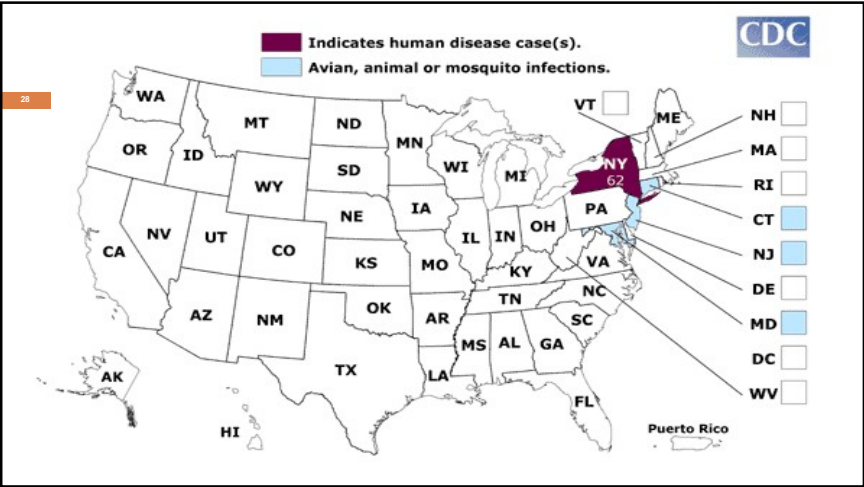 CDC
Indicates human disease case(s).
Avian, animal or mosquito infections.
28
WA
MT
ND
MN
VT
ME
NH
OR
ID
SD
WI
MI
NY
62
MA
WY
RI
NE
IA
PA
CT
NV
UT
CO
IL
IN
OH
NJ
CA
KS
MO
KY
VA
DE
AZ
NM
OK
TN
NC
MD
AR
SC
MS
AL
GA
DC
TX
LA
WV
AK
FL
HI
Puerto Rico